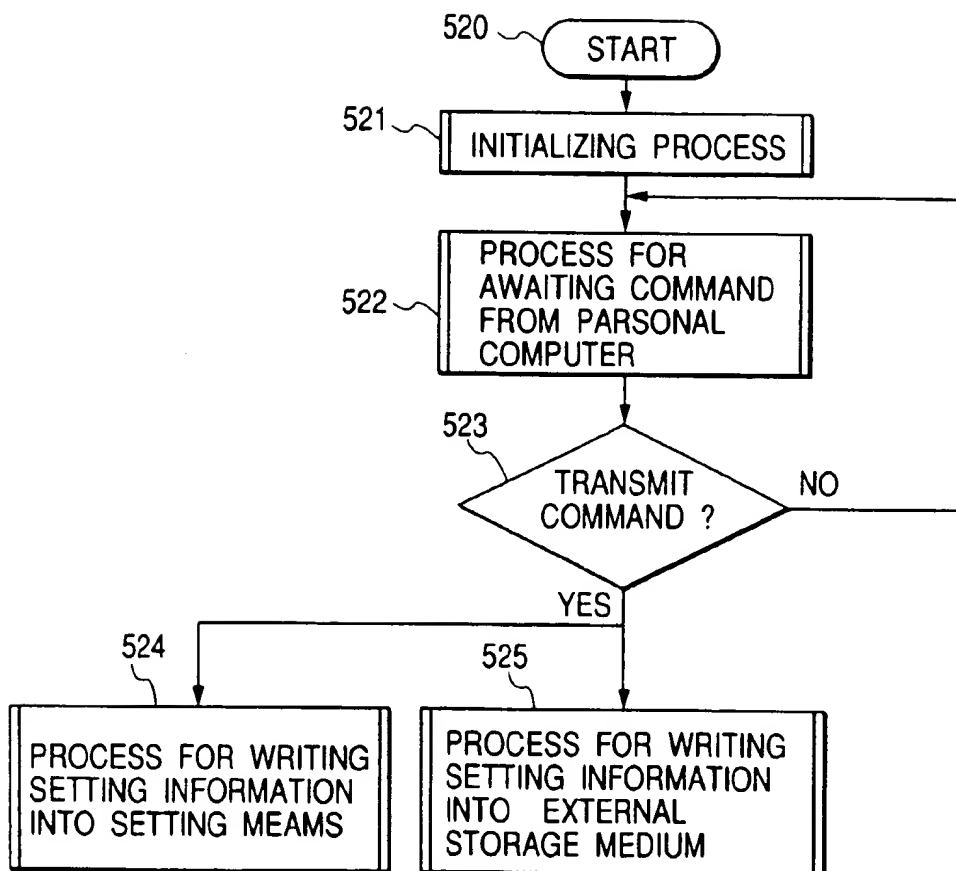 520
START
521
INITIALIZING PROCESS
522
PROCESS FOR
AWAITING COMMAND
FROM PARSONAL
COMPUTER
523
TRANSMIT
COMMAND ?
NO
YES
524
PROCESS FOR WRITING
SETTING INFORMATION
INTO SETTING MEAMS
525
PROCESS FOR WRITING
SETTING INFORMATION
INTO EXTERNAL
STORAGE MEDIUM